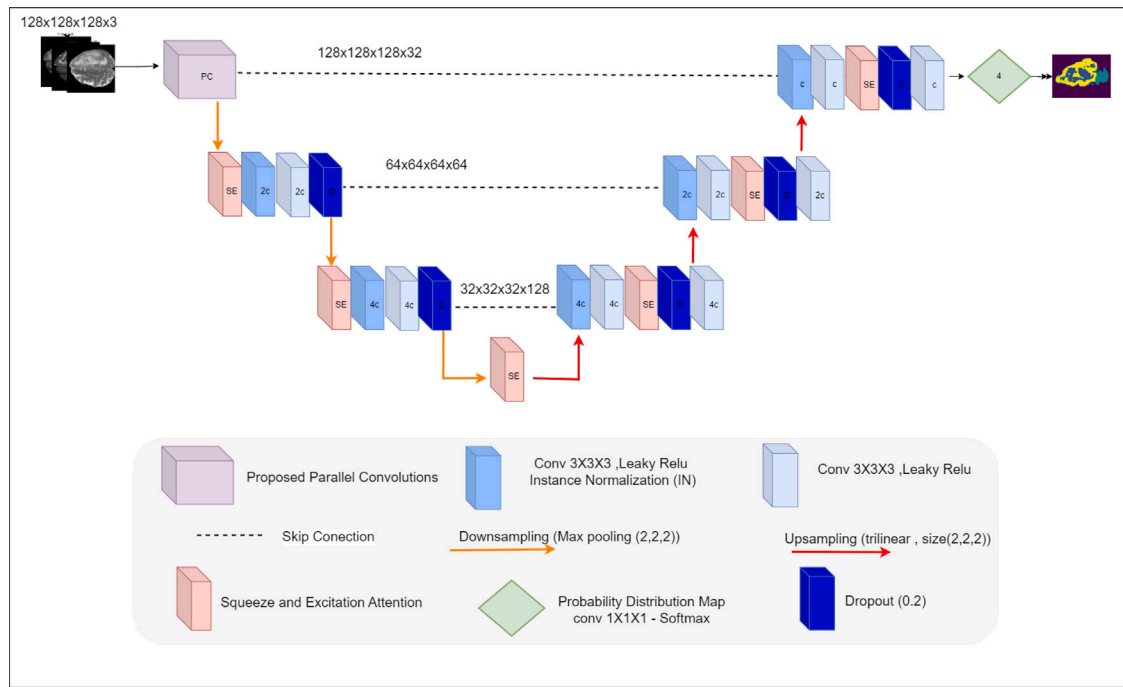 128x128x128x3
PC
128x128x128x32
c
c
SE
D
c
4
SE
2c
2c
D
64x64x64x64
2c
2c
SE
D
2c
SE
4c
4c
D
32x32x32x128
4c
4c
SE
D
4c
SE
Proposed Parallel Convolutions
Conv 3X3X3 ,Leaky Relu
Instance Normalization (IN)
Conv 3X3X3 ,Leaky Relu
Skip Conection
Downsampling (Max pooling (2,2,2))
Upsampling (trilinear , size(2,2,2))
Squeeze and Excitation Attention
Probability Distribution Map
conv 1X1X1 - Softmax
Dropout (0.2)